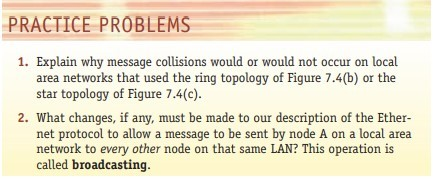 PRACTICE PROBLEMS
1. Explain why message collisions would or would not occur on local
area networks that used the ring topology of Figure 7.4(b) or the
star topology of Figure 7.4(c).
2. What changes, if any, must be made to our description of the Ether-
net protocol to allow a message to be sent by node A on a local area
network to every other node on that same LAN? This operation is
called broadcasting.